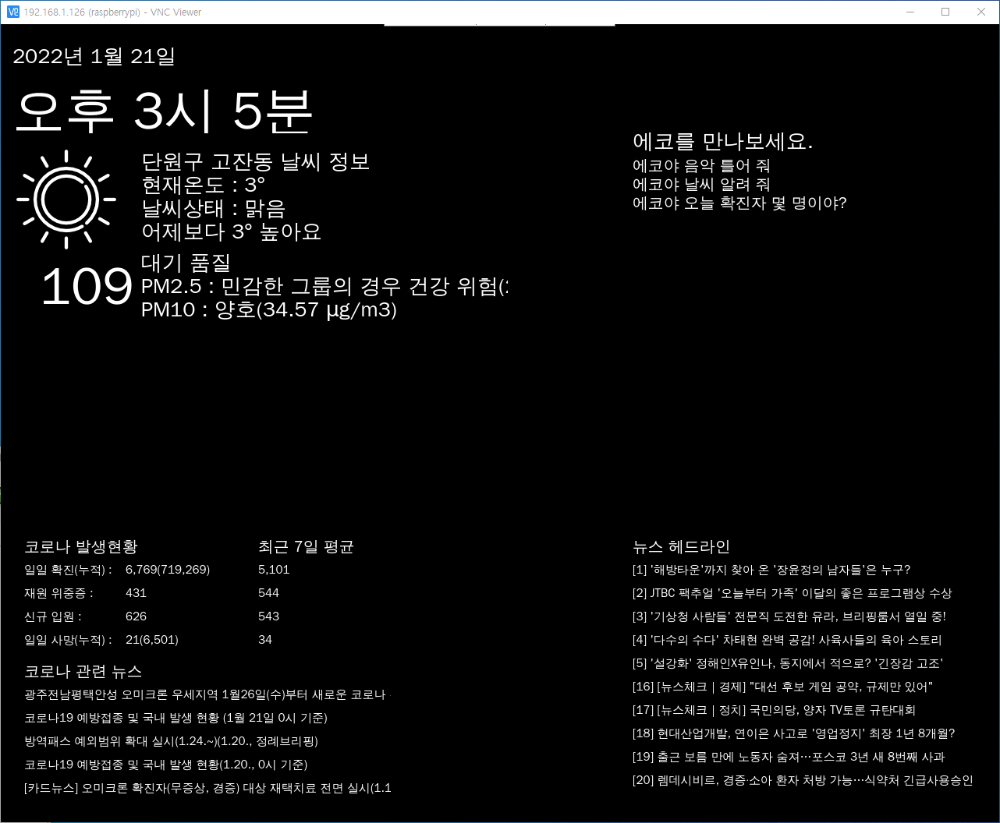 192.168.1.126 (raspberrypi) - VNC Viewer
2022년 1월 21일
오후 3시 5분
단원구 고잔동 날씨 정보
현재온도 : 3°
날씨상태 : 맑음
어제보다 3° 높아요
109
대기 품질
PM2.5 : 민감한 그룹의 경우 건강 위험(
PM10 : 양호(34.57 µg/m3)
에코를 만나보세요.
에코야 음악 틀어 줘
에코야 날씨 알려 줘
에코야 오늘 확진자 몇 명이야?
코로나 발생현황 최근 7일 평균
일일 확진(누적) : 6,769(719,269) 5,101
재원 위중증 : 431 544
신규 입원 : 626 543
일일 사망(누적) : 21(6,501) 34
코로나 관련 뉴스
광주전남평택안성 오미크론 우세지역 1월26일(수)부터 새로운 코로나
코로나19 예방접종 및 국내 발생 현황 (1월 21일 0시 기준)
방역패스 예외범위 확대 실시(1.24.~)(1.20., 정례브리핑)
코로나19 예방접종 및 국내 발생 현황(1.20., 0시 기준)
[카드뉴스] 오미크론 확진자(무증상, 경증) 대상 재택치료 전면 실시(1.1
뉴스 헤드라인
[1] '해방타운'까지 찾아 온 '장윤정의 남자들'은 누구?
[2] JTBC 팩추얼 '오늘부터 가족' 이달의 좋은 프로그램상 수상
[3] '기상청 사람들' 전문직 도전한 유라, 브리핑룸서 열일 중!
[4] '다수의 수다' 차태현 완벽 공감! 사육사들의 육아 스토리
[5] '설강화' 정해인X유인나, 동지에서 적으로? '긴장감 고조'
[16] [뉴스체크｜경제] "대선 후보 게임 공약, 규제만 있어"
[17] [뉴스체크｜정치] 국민의당, 양자 TV토론 규탄대회
[18] 현대산업개발, 연이은 사고로 '영업정지' 최장 1년 8개월?
[19] 출근 보름 만에 노동자 숨져…포스코 3년 새 8번째 사과
[20] 렘데시비르, 경증·소아 환자 처방 가능…식약처 긴급사용승인